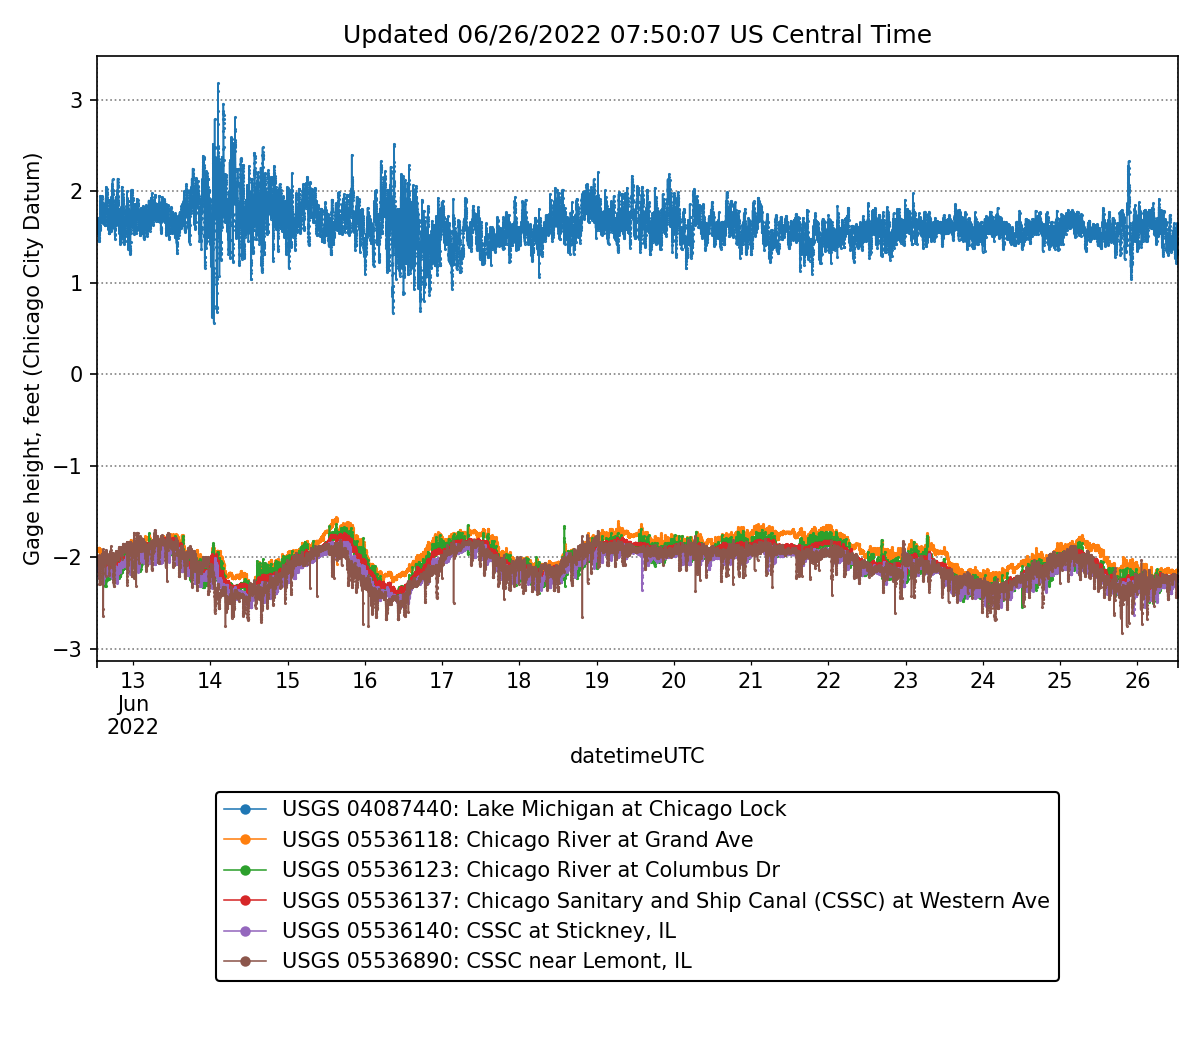 Updated 06/26/2022 07:50:07 US Central Time
Gage height, feet (Chicago City Datum)
3
2
1
0
−1
−2
−3
13 14 15 16 17 18 19 20 21 22 23 24 25 26
Jun
2022
datetimeUTC
USGS 04087440: Lake Michigan at Chicago Lock
USGS 05536118: Chicago River at Grand Ave
USGS 05536123: Chicago River at Columbus Dr
USGS 05536137: Chicago Sanitary and Ship Canal (CSSC) at Western Ave
USGS 05536140: CSSC at Stickney, IL
USGS 05536890: CSSC near Lemont, IL